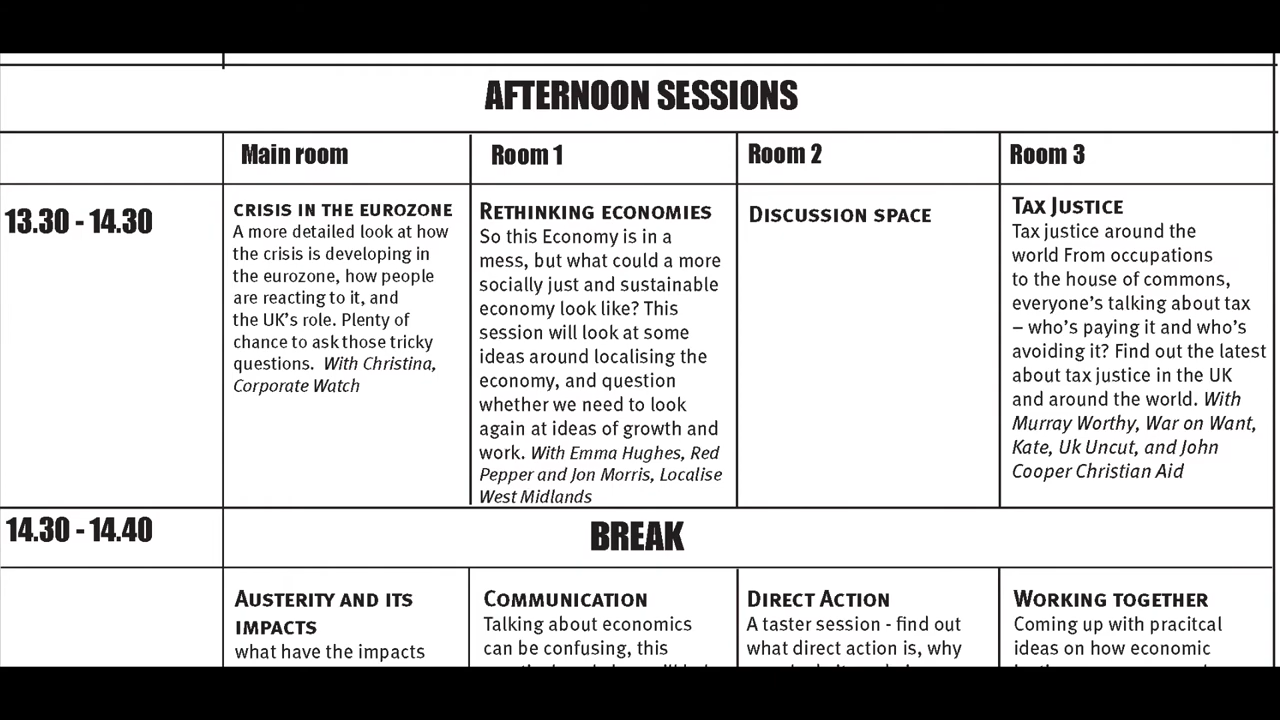 AFTERNOON SESSIONS
Main room
Room 1
Room 2
Room 3
13.30 - 14.30
CRISIS IN THE EUROZONE
A more detailed look at how
the crisis is developing in
the eurozone, how people
are reacting to it, and
the UK's role. Plenty of
chance to ask those tricky
questions. With Christina,
Corporate Watch
RETHINKING ECONOMIES
So this Economy is in a
mess, but what could a more
socially just and sustainable
economy look like? This
session will look at some
ideas around localising the
economy, and question
whether we need to look
again at ideas of growth and
work. With Emma Hughes, Red
Pepper and Jon Morris, Localise
West Midlands
DISCUSSION SPACE
TAX JUSTICE
Tax justice around the
world From occupations
to the house of commons,
everyone's talking about tax
– who's paying it and who's
avoiding it? Find out the latest
about tax justice in the UK
and around the world. With
Murray Worthy, War on Want,
Kate, Uk Uncut, and John
Cooper Christian Aid
14.30 - 14.40
BREAK
AUSTERITY AND ITS
IMPACTS
what have the impacts
COMMUNICATION
Talking about economics
can be confusing, this
DIRECT ACTION
A taster session - find out
what direct action is, why
WORKING TOGETHER
Coming up with pracitcal
ideas on how economic